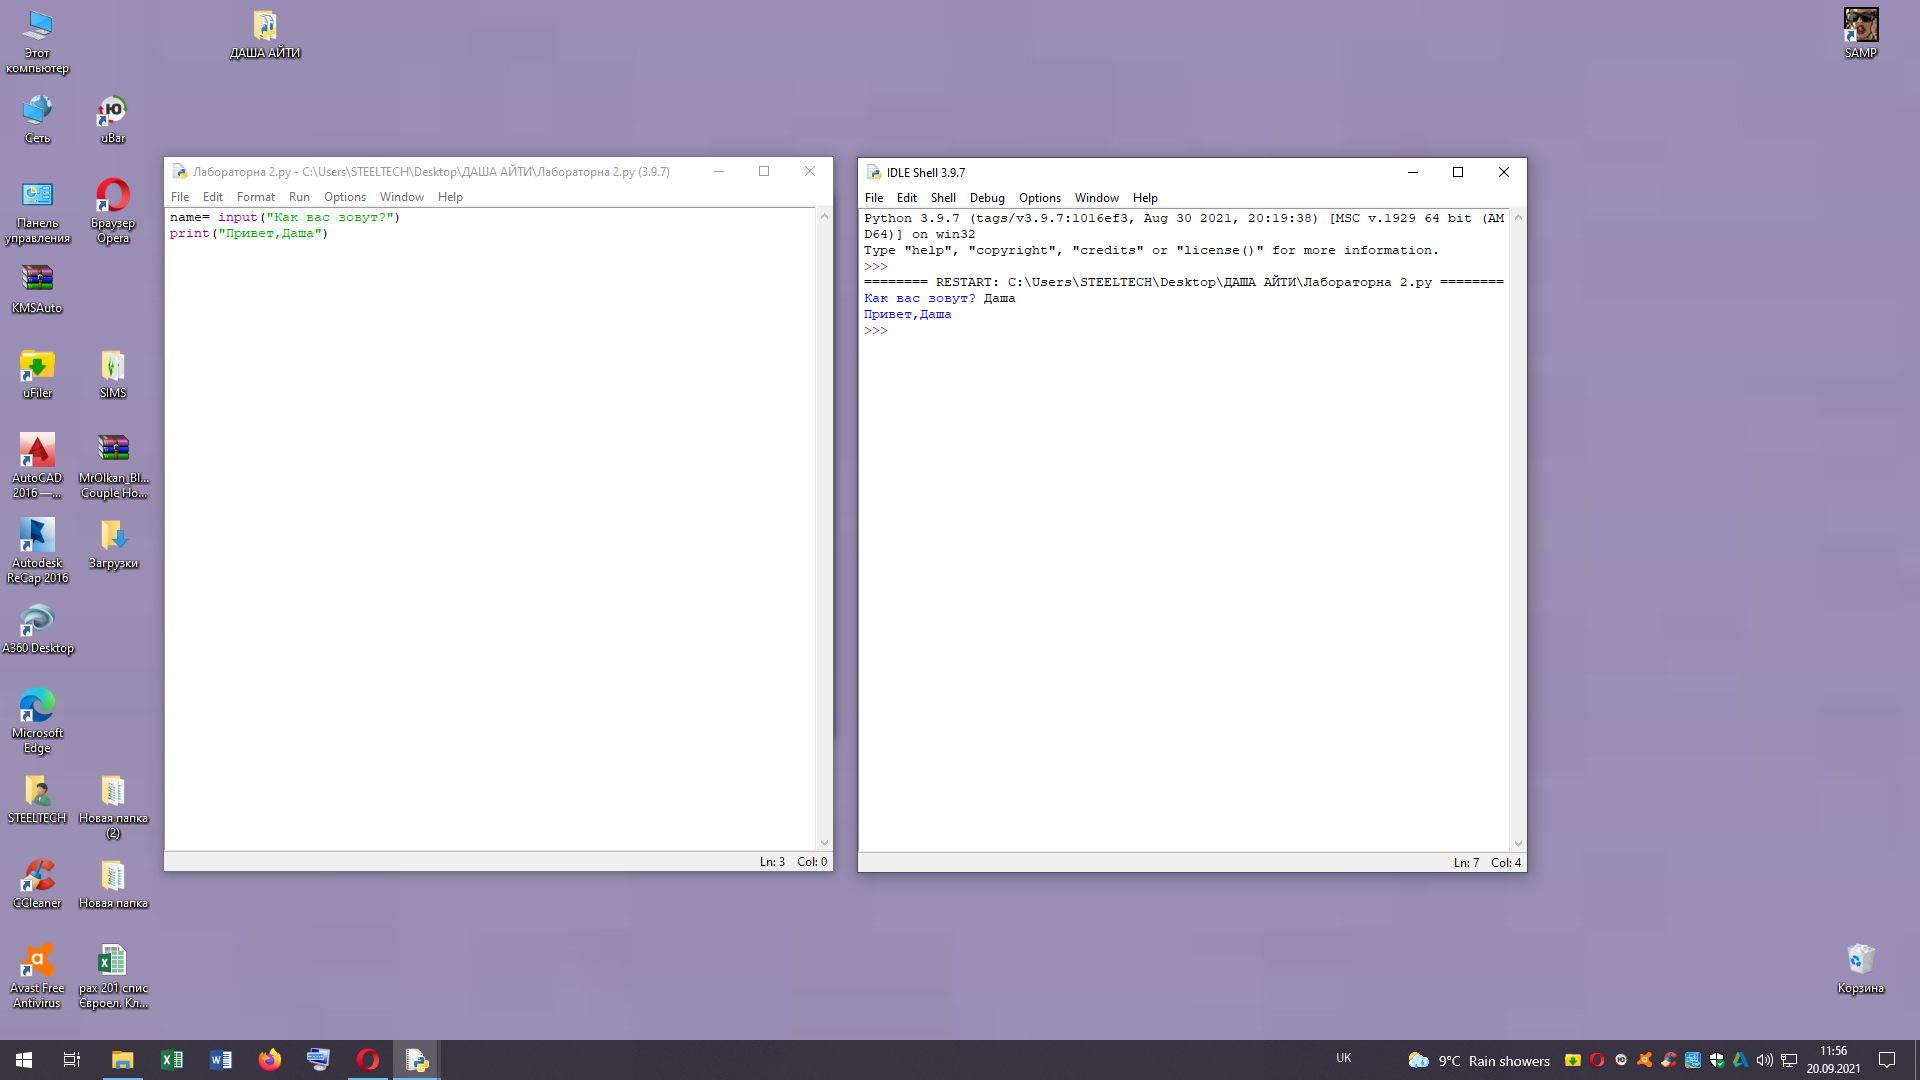 Этот
компьютер
ДАША АЙТИ
SAMP
Сеть
uBar
Панель
управления
Браузер
Opera
KMSAuto
uFiler
SIMS
AutoCAD
2016 —...
MrOlkan_Bl...
Couple Ho...
Autodesk
ReCap 2016
Загрузки
A360 Desktop
Microsoft
Edge
STEELTECH
Новая папка
(2)
CCleaner
Новая папка
Avast Free
Antivirus
рах 201 спис
Євроел. Кл...
Корзина
Лабораторна 2.py - C:\Users\STEELTECH\Desktop\ДАША АЙТИ\Лабораторна 2.py (3.9.7)
File Edit Format Run Options Window Help
name= input("Как вас зовут?")
print("Привет,Даша")
Ln: 3 Col: 0
IDLE Shell 3.9.7
File Edit Shell Debug Options Window Help
Python 3.9.7 (tags/v3.9.7:1016ef3, Aug 30 2021, 20:19:38) [MSC v.1929 64 bit (AM
D64)] on win32
Type "help", "copyright", "credits" or "license()" for more information.
>>>
======== RESTART: C:\Users\STEELTECH\Desktop\ДАША АЙТИ\Лабораторна 2.py ========
Как вас зовут? Даша
Привет,Даша
>>>
Ln: 7 Col: 4
UK
9°C Rain showers
11:56
20.09.2021